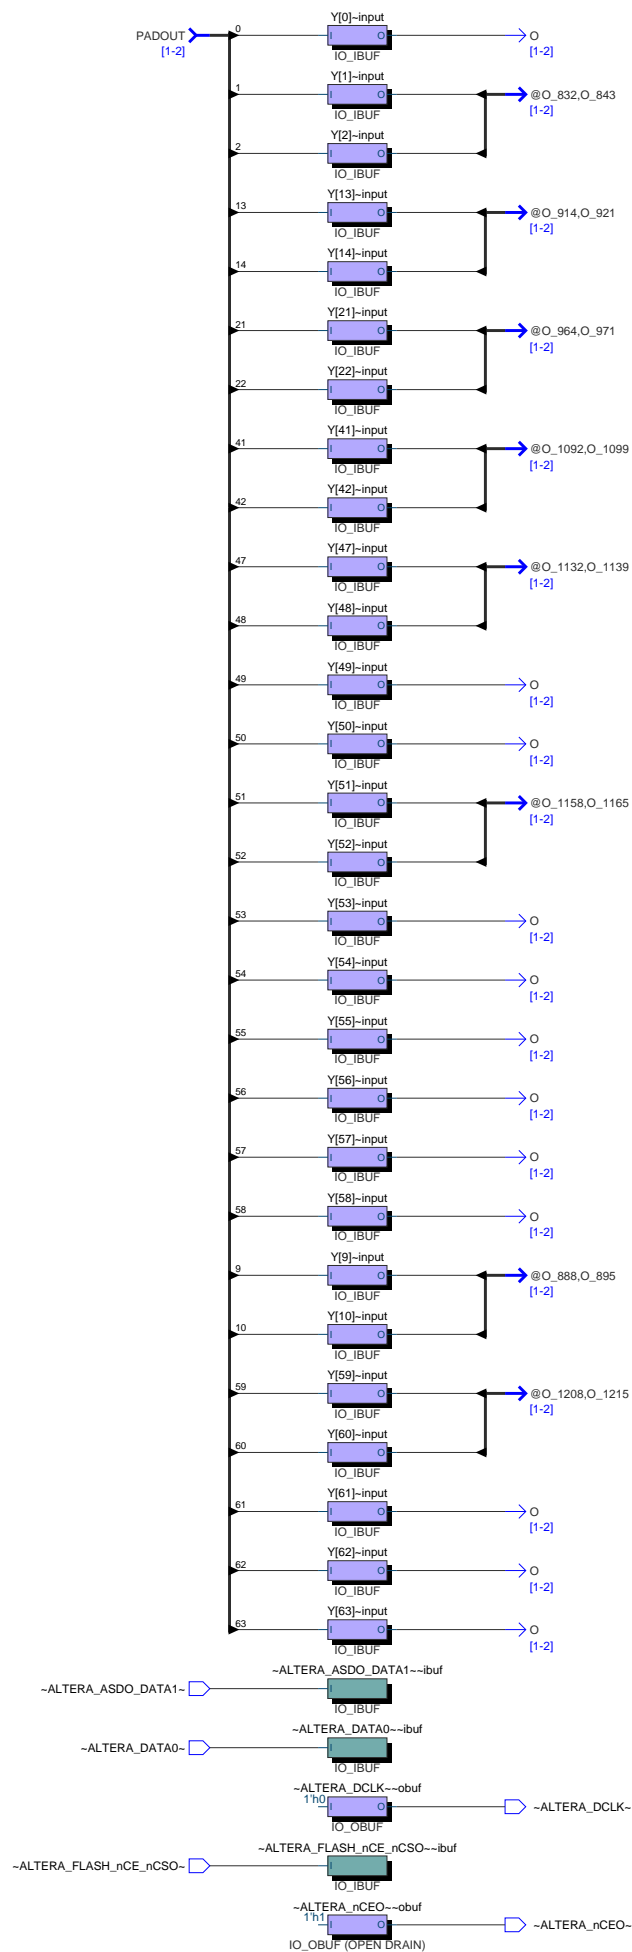 Y[0]~input
0
PADOUT
I
O
O
[1-2]
IO_IBUF
[1-2]
Y[1]~input
1
I
O
@O_832,O_843
IO_IBUF
[1-2]
Y[2]~input
2
I
O
IO_IBUF
Y[13]~input
13
I
O
@O_914,O_921
IO_IBUF
[1-2]
Y[14]~input
14
I
O
IO_IBUF
Y[21]~input
21
I
O
@O_964,O_971
IO_IBUF
[1-2]
Y[22]~input
22
I
O
IO_IBUF
Y[41]~input
41
I
O
@O_1092,O_1099
IO_IBUF
[1-2]
Y[42]~input
42
I
O
IO_IBUF
Y[47]~input
47
I
O
@O_1132,O_1139
IO_IBUF
[1-2]
Y[48]~input
48
I
O
IO_IBUF
Y[49]~input
49
I
O
O
IO_IBUF
[1-2]
Y[50]~input
50
I
O
O
IO_IBUF
[1-2]
Y[51]~input
51
I
O
@O_1158,O_1165
IO_IBUF
[1-2]
Y[52]~input
52
I
O
IO_IBUF
Y[53]~input
53
I
O
O
IO_IBUF
[1-2]
Y[54]~input
54
I
O
O
IO_IBUF
[1-2]
Y[55]~input
55
I
O
O
IO_IBUF
[1-2]
Y[56]~input
56
I
O
O
IO_IBUF
[1-2]
Y[57]~input
57
I
O
O
IO_IBUF
[1-2]
Y[58]~input
58
I
O
O
IO_IBUF
[1-2]
Y[9]~input
9
I
O
@O_888,O_895
IO_IBUF
[1-2]
Y[10]~input
10
I
O
IO_IBUF
Y[59]~input
59
I
O
@O_1208,O_1215
IO_IBUF
[1-2]
Y[60]~input
60
I
O
IO_IBUF
Y[61]~input
61
I
O
O
IO_IBUF
[1-2]
Y[62]~input
62
I
O
O
IO_IBUF
[1-2]
Y[63]~input
63
I
O
O
IO_IBUF
[1-2]
~ALTERA_ASDO_DATA1~~ibuf
~ALTERA_ASDO_DATA1~
I
IO_IBUF
~ALTERA_DATA0~~ibuf
~ALTERA_DATA0~
I
IO_IBUF
~ALTERA_DCLK~~obuf
1'h0
I
O
~ALTERA_DCLK~
IO_OBUF
~ALTERA_FLASH_nCE_nCSO~~ibuf
~ALTERA_FLASH_nCE_nCSO~
I
IO_IBUF
~ALTERA_nCEO~~obuf
1'h1
I
O
~ALTERA_nCEO~
IO_OBUF (OPEN DRAIN)